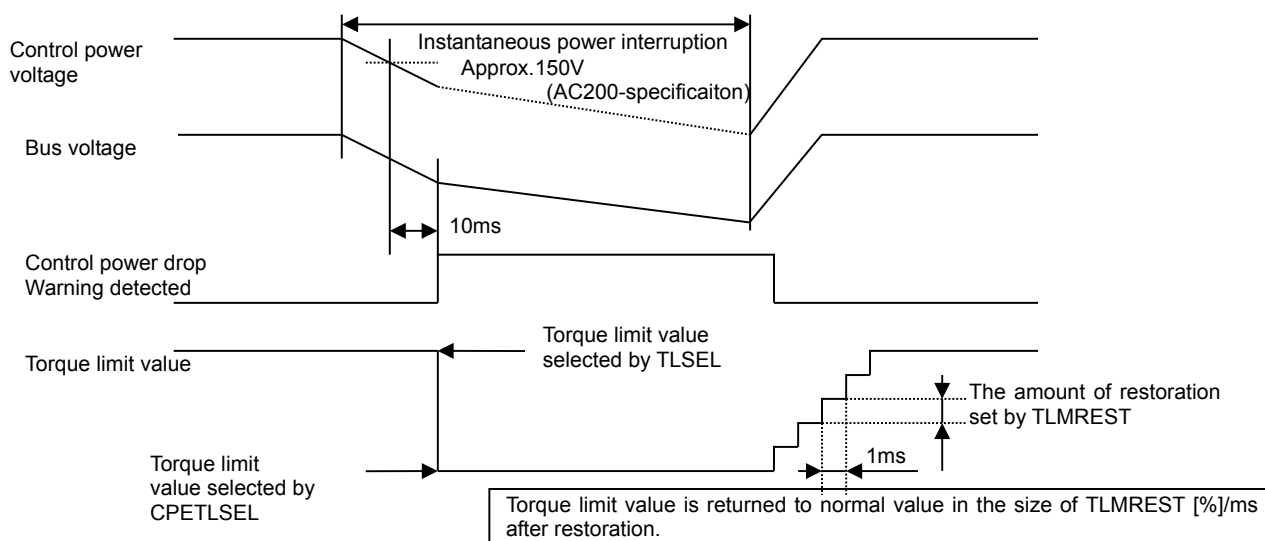 Instantaneous power interruption
Control power
voltage
Approx.150V
(AC200-specificaiton)
Bus voltage
10ms
Control power drop
Warning detected
Torque limit value
selected by TLSEL
Torque limit value
The amount of restoration
set by TLMREST
1ms
Torque limit
value selected by
CPETLSEL
Torque limit value is returned to normal value in the size of TLMREST [%]/ms
after restoration.